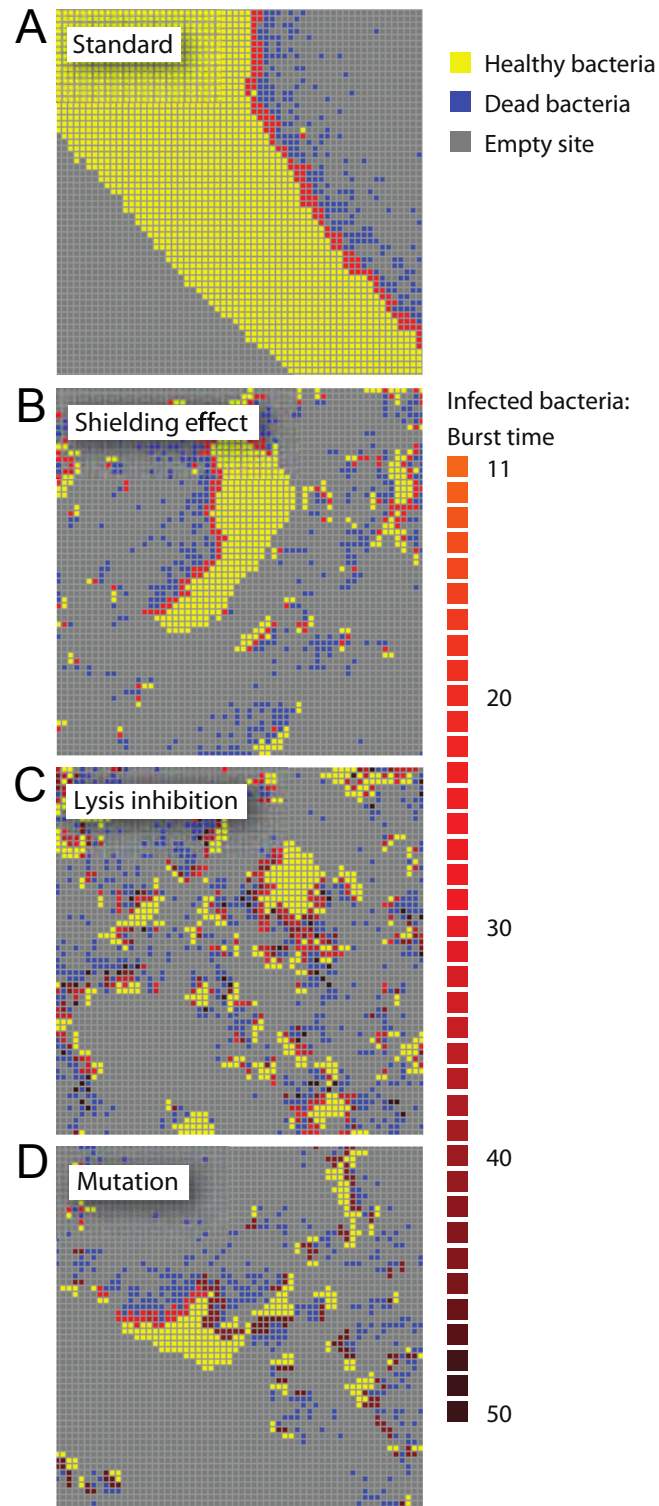 A
Standard
Healthy bacteria
Dead bacteria
Empty site
B
Shielding effect
Infected bacteria:
Burst time
11
20
30
40
50
C
Lysis inhibition
D
Mutation